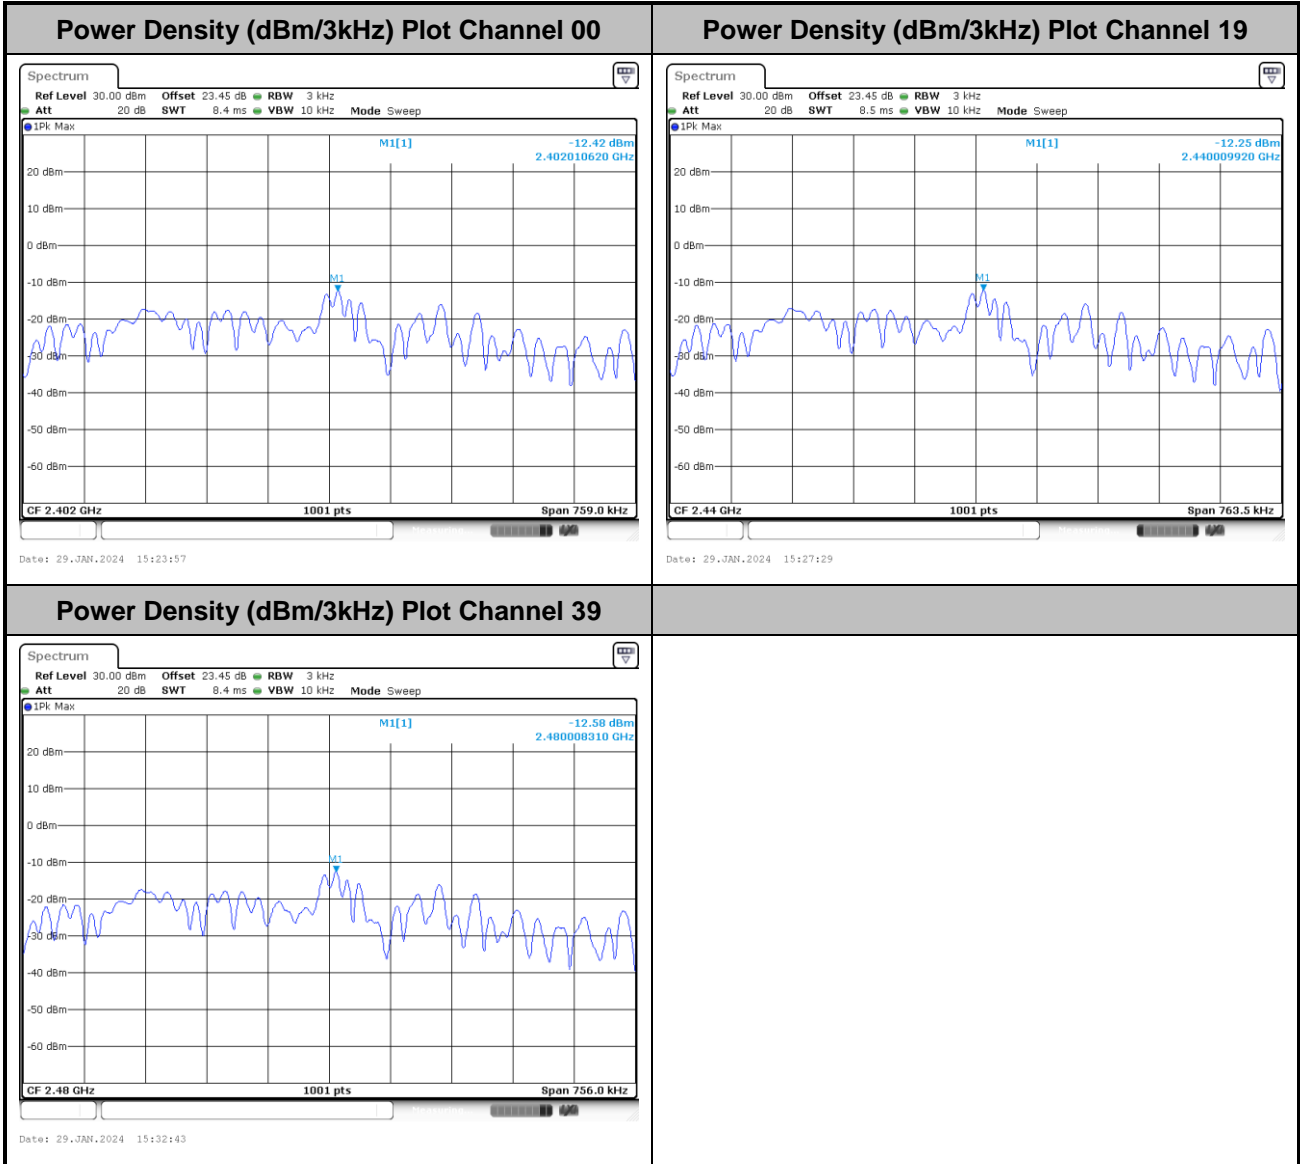 Power Density (dBm/3kHz) Plot Channel 00
Spectrum
Ref Level 30.00 dBm Offset 23.45 dB RBW 3 kHz
Att 20 dB SWT 8.4 ms VBW 10 kHz Mode Sweep
1Pk Max
M1[1] -12.42 dBm
2.402010620 GHz
20 dBm
10 dBm
0 dBm
M1
-10 dBm
-20 dBm
-30 dBm
-40 dBm
-50 dBm
-60 dBm
CF 2.402 GHz 1001 pts Span 759.0 kHz
Measuring...
Date: 29.JAN.2024 15:23:57
Power Density (dBm/3kHz) Plot Channel 19
Spectrum
Ref Level 30.00 dBm Offset 23.45 dB RBW 3 kHz
Att 20 dB SWT 8.5 ms VBW 10 kHz Mode Sweep
1Pk Max
M1[1] -12.25 dBm
2.440009920 GHz
20 dBm
10 dBm
0 dBm
M1
-10 dBm
-20 dBm
-30 dBm
-40 dBm
-50 dBm
-60 dBm
CF 2.44 GHz 1001 pts Span 763.5 kHz
Measuring...
Date: 29.JAN.2024 15:27:29
Power Density (dBm/3kHz) Plot Channel 39
Spectrum
Ref Level 30.00 dBm Offset 23.45 dB RBW 3 kHz
Att 20 dB SWT 8.4 ms VBW 10 kHz Mode Sweep
1Pk Max
M1[1] -12.58 dBm
2.480008310 GHz
20 dBm
10 dBm
0 dBm
M1
-10 dBm
-20 dBm
-30 dBm
-40 dBm
-50 dBm
-60 dBm
CF 2.48 GHz 1001 pts Span 756.0 kHz
Measuring...
Date: 29.JAN.2024 15:32:43